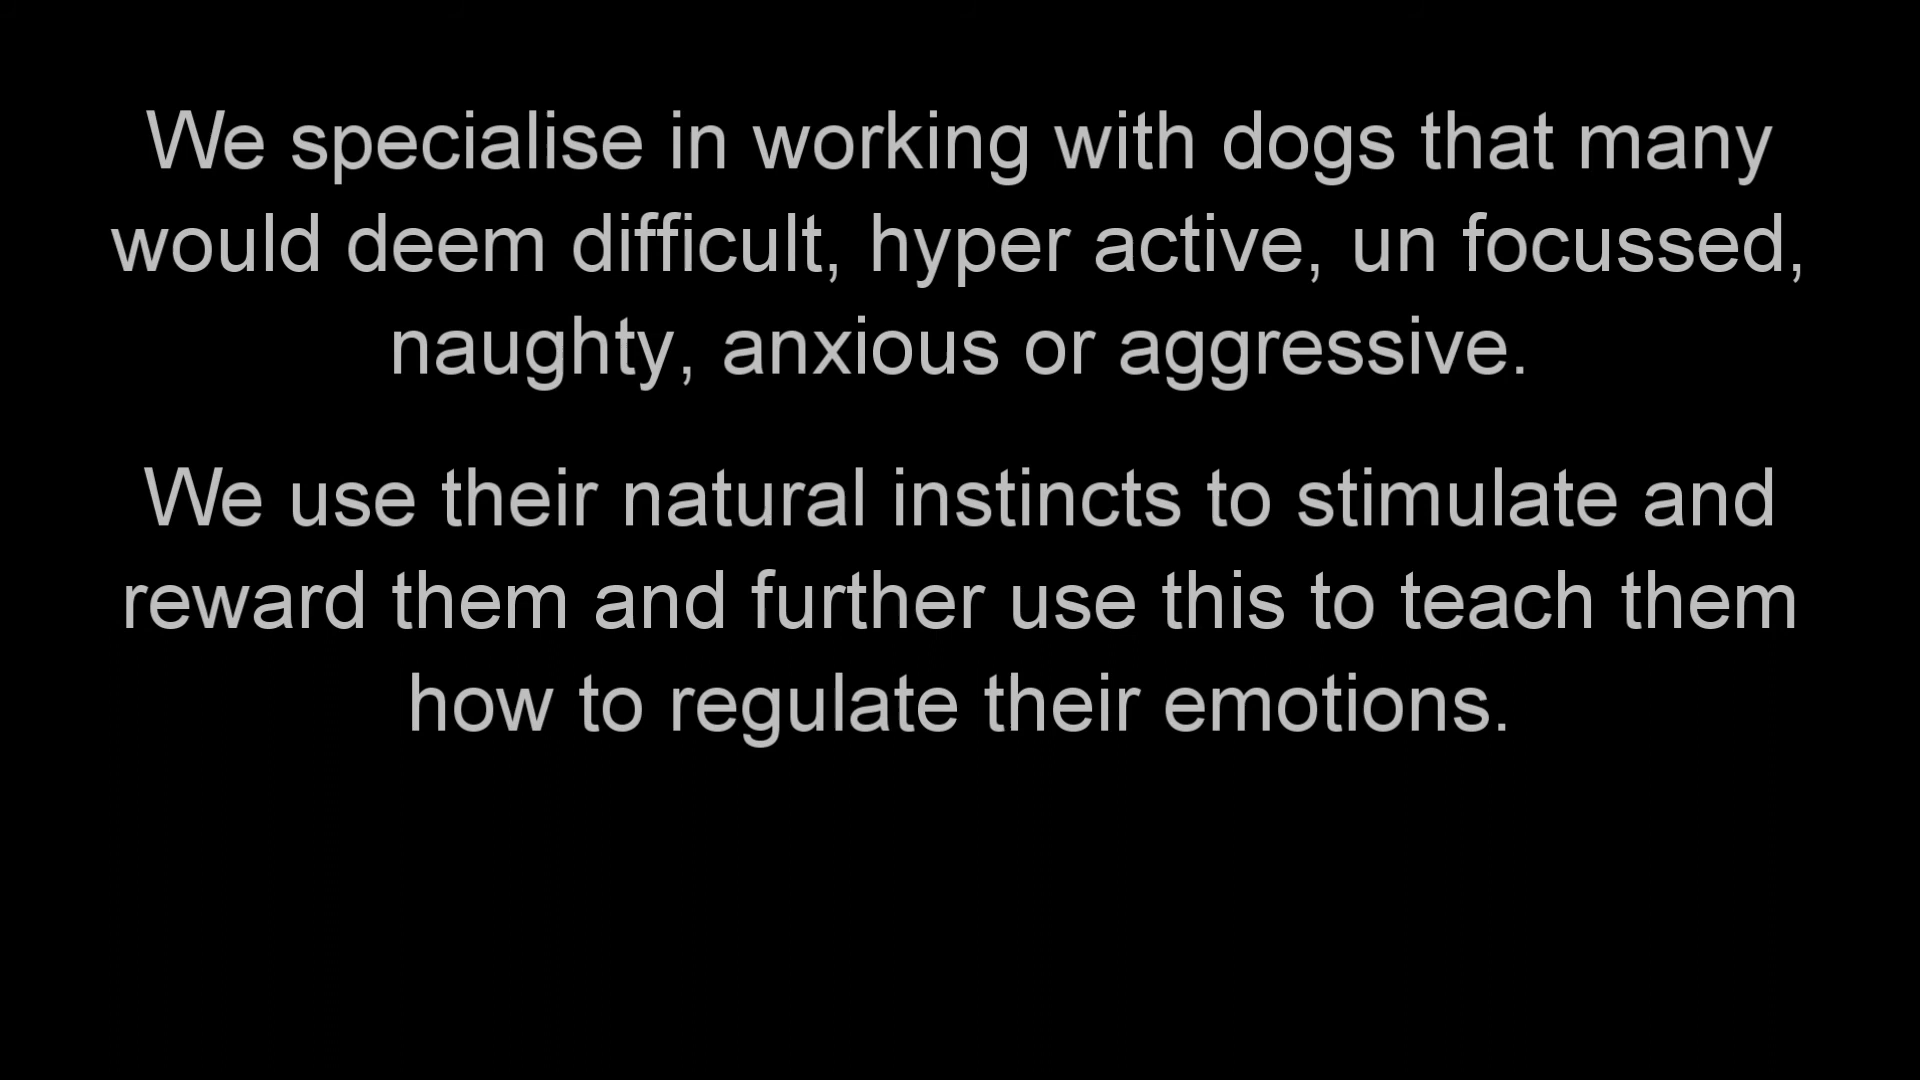 We specialise in working with dogs that many
would deem difficult, hyper active, un focussed,
naughty, anxious or aggressive.
We use their natural instincts to stimulate and
reward them and further use this to teach them
how to regulate their emotions.